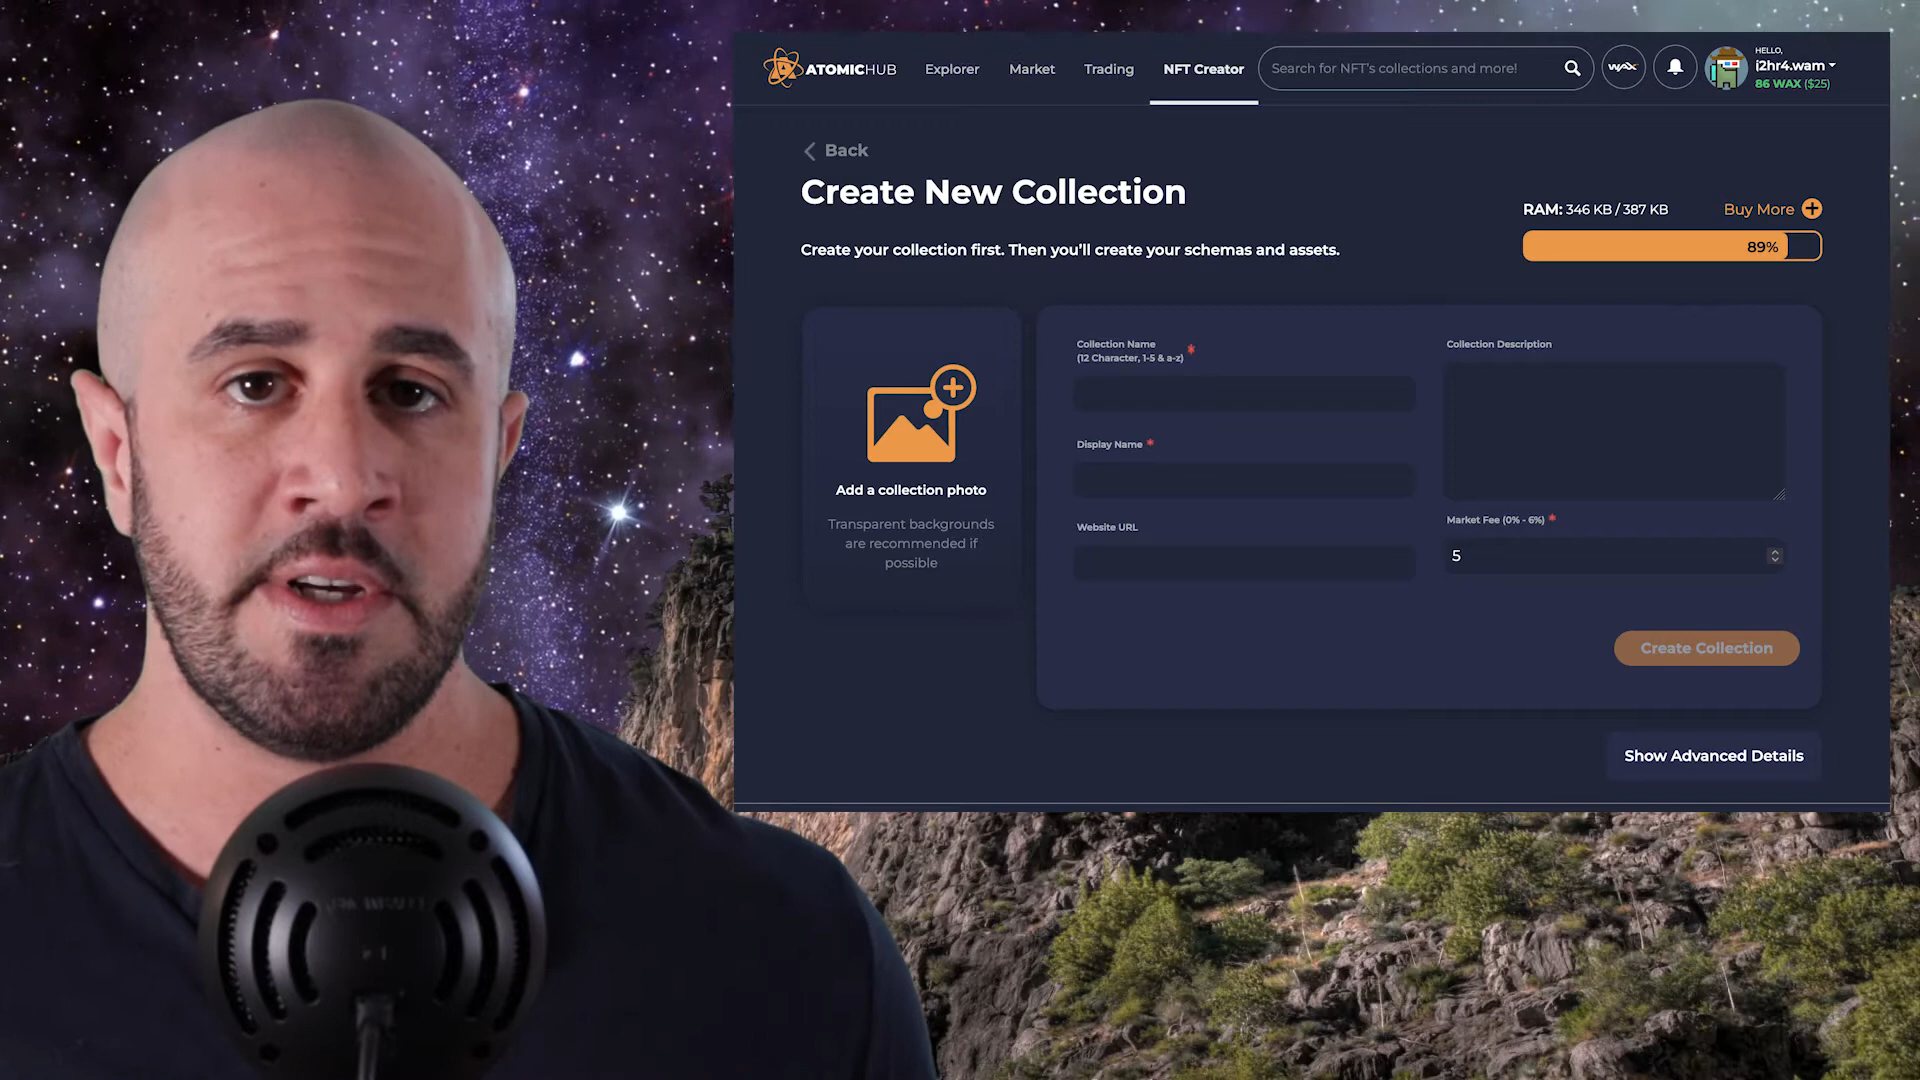 ATOMICHUB
Explorer
Market
Trading
NFT Creator
Search for NFT's collections and more!
WAX
HELLO,
i2hr4.wam
86 WAX ($25)
Back
Create New Collection
RAM: 346 KB / 387 KB
Buy More
Create your collection first. Then you'll create your schemas and assets.
89%
Add a collection photo
Transparent backgrounds
are recommended if
possible
Collection Name
(12 Character, 1-5 & a-z) *
Display Name *
Website URL
Collection Description
Market Fee (0% - 6%) *
5
Create Collection
Show Advanced Details